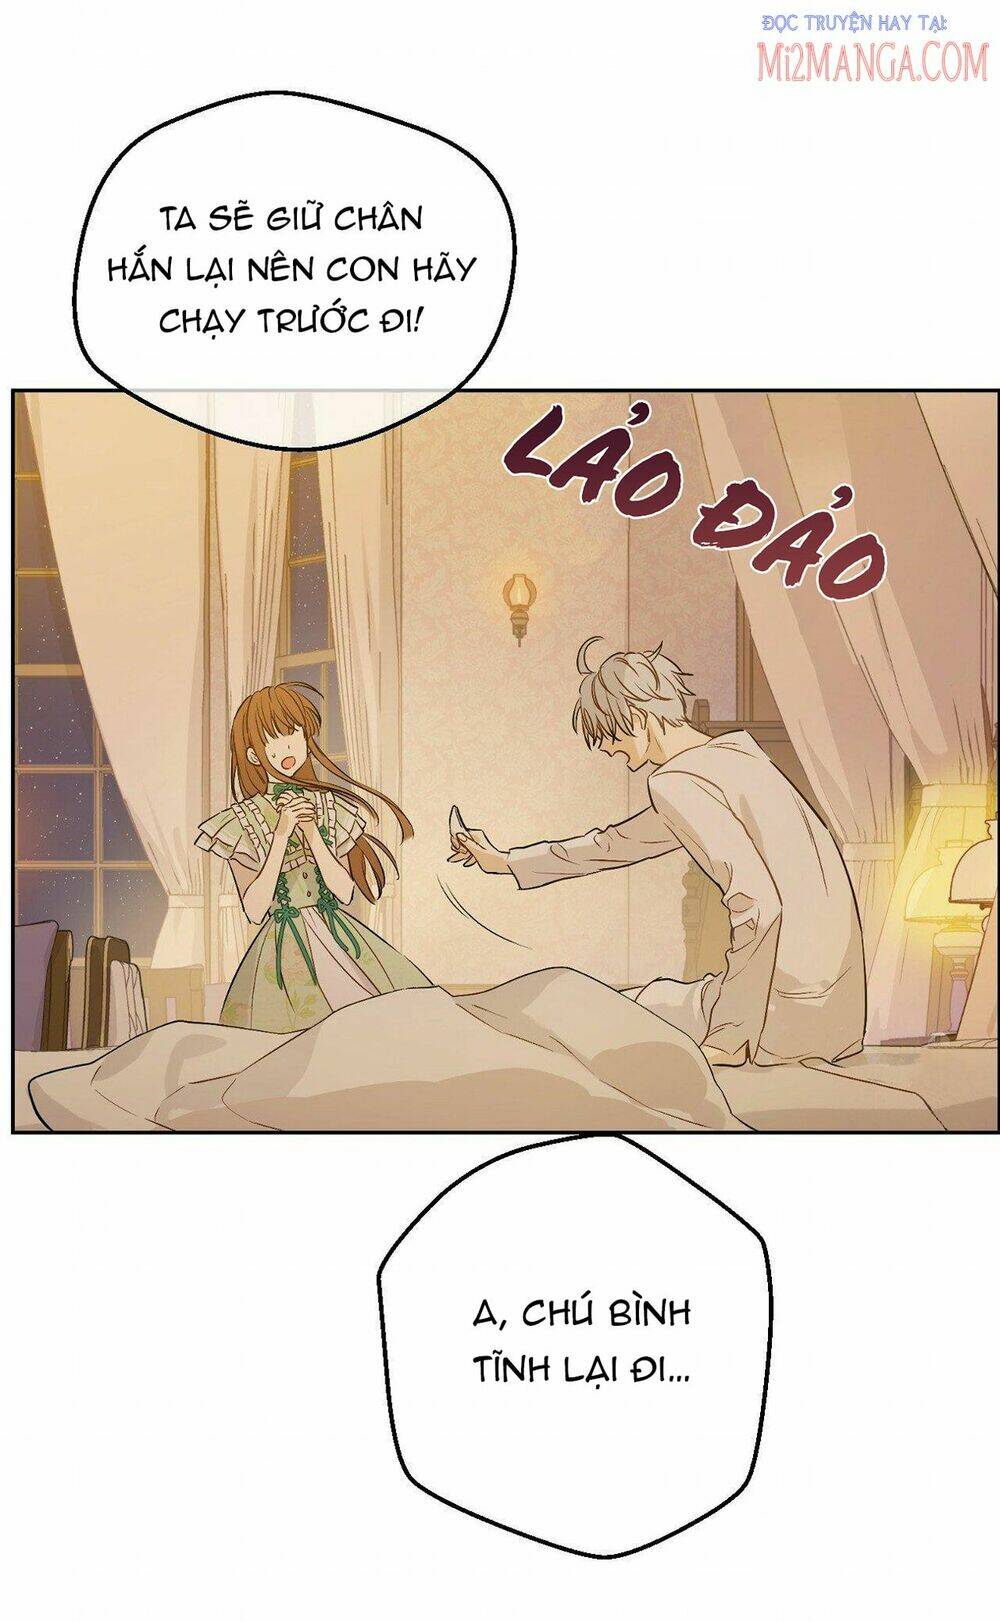 ĐỌC TRUYỆN HAY TẠI:
MI2MANGA.COM
TA SẼ GIỮ CHÂN
HẮN LẠI NÊN CON HÃY
CHẠY TRƯỚC ĐI!
LẢO ĐẢO
A, CHÚ BÌNH
TĨNH LẠI ĐI...